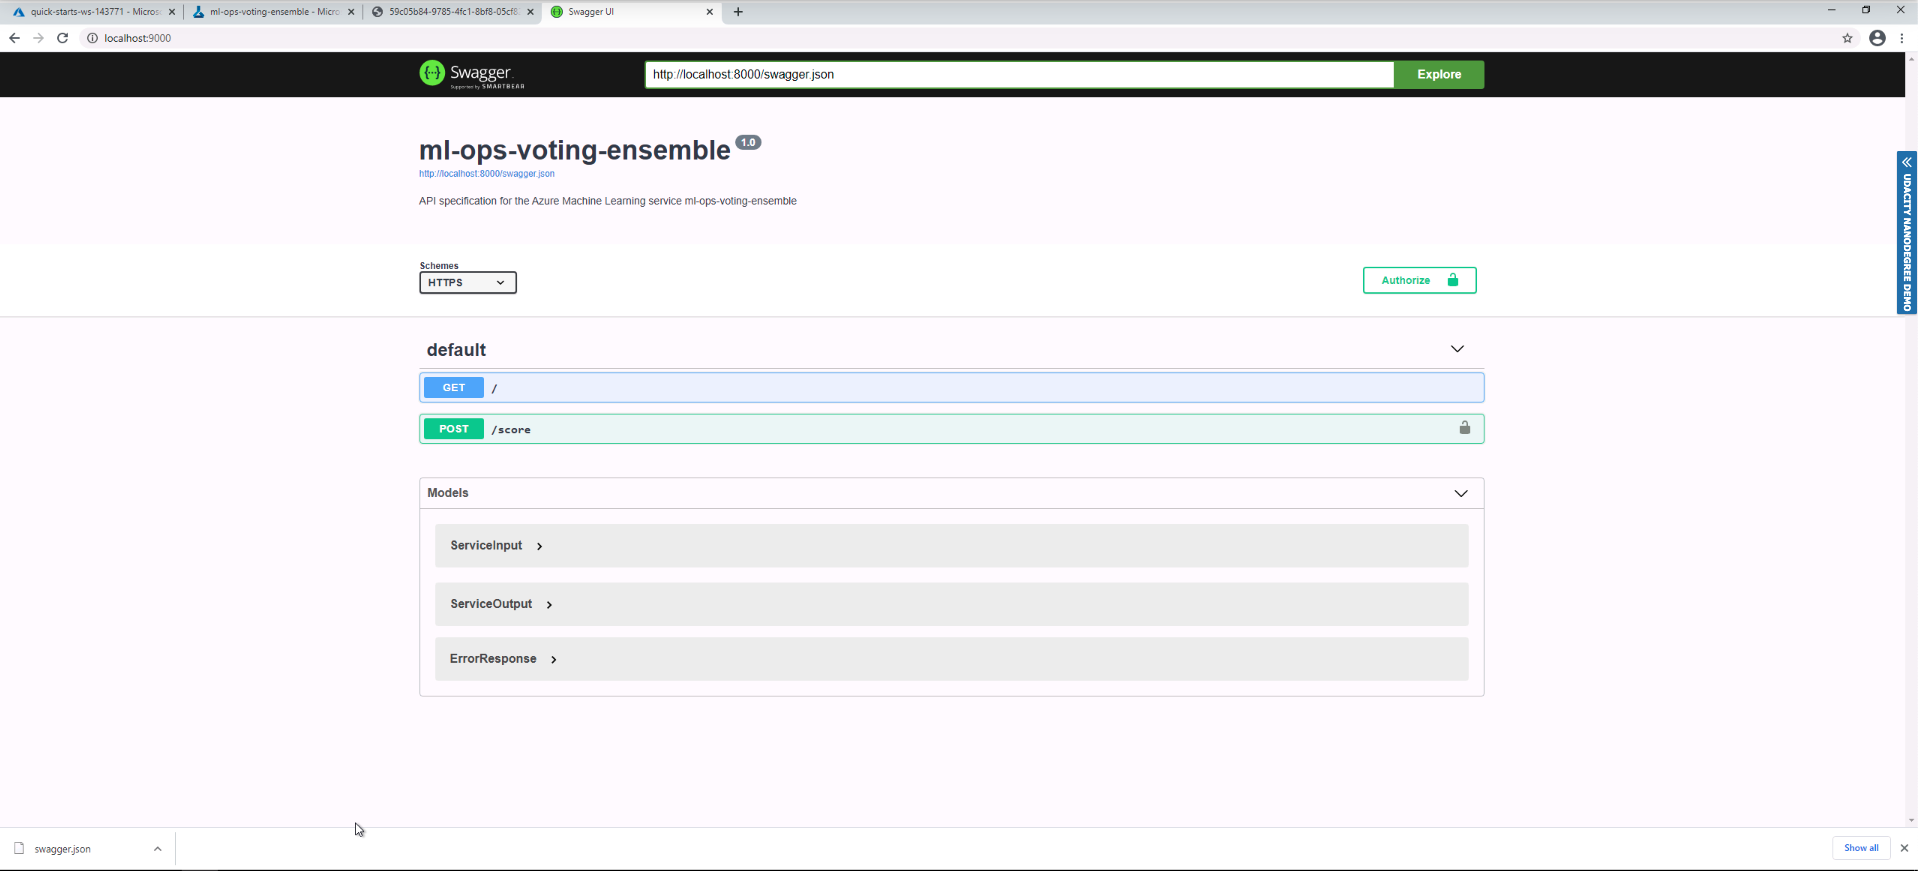 quick-starts-ws-143771 - Micros
ml-ops-voting-ensemble - Micro
59c05b84-9785-4fc1-8bf8-05cf8
Swagger UI
localhost:9000
Swagger.
Supported by SMARTBEAR
http://localhost:8000/swagger.json
Explore
ml-ops-voting-ensemble 1.0
http://localhost:8000/swagger.json
API specification for the Azure Machine Learning service ml-ops-voting-ensemble
UDACITY NANODEGREE DEMO
Schemes
HTTPS
Authorize
default
GET /
POST /score
Models
ServiceInput
ServiceOutput
ErrorResponse
swagger.json
Show all